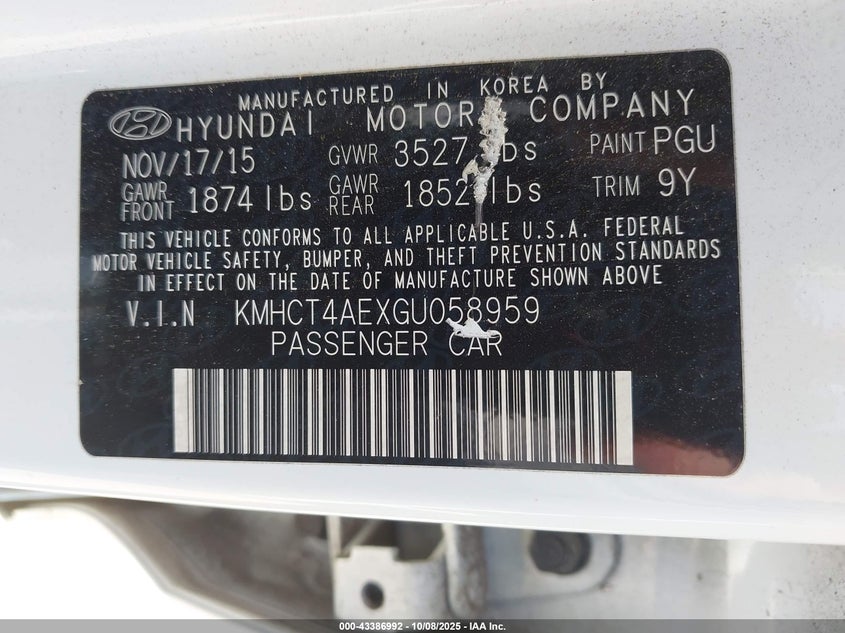 MANUFACTURED IN KOREA BY
HYUNDAI MOTOR COMPANY
NOV/17/15 GVWR 3527 lbs PAINT PGU
GAWR FRONT 1874 lbs GAWR REAR 1852 lbs TRIM 9Y
THIS VEHICLE CONFORMS TO ALL APPLICABLE U.S.A. FEDERAL
MOTOR VEHICLE SAFETY, BUMPER, AND THEFT PREVENTION STANDARDS
IN EFFECT ON THE DATE OF MANUFACTURE SHOWN ABOVE
V.I.N KMHCT4AEXGU058959
PASSENGER CAR
000-43386992 - 10/08/2025 - IAA Inc.